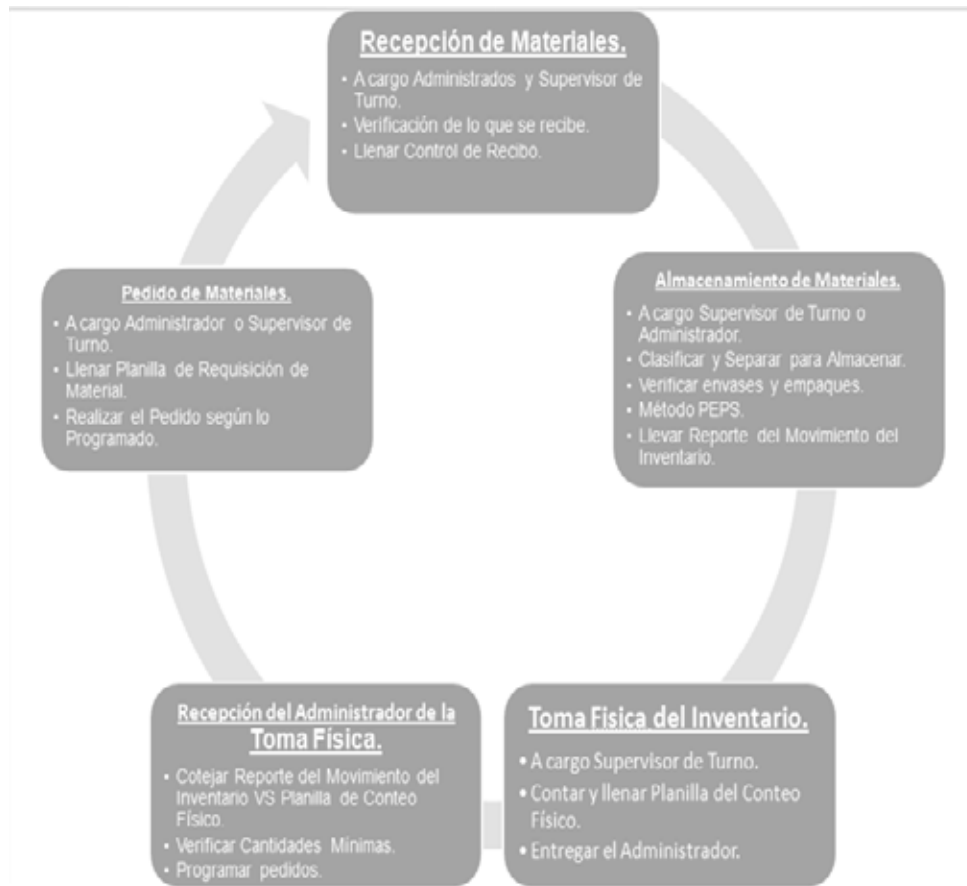 Recepción de Materiales.
• A cargo Administrados y Supervisor de
Turno.
• Verificación de lo que se recibe.
• Llenar Control de Recibo.
Almacenamiento de Materiales.
• A cargo Supervisor de Turno o
Administrador.
• Clasificar y Separar para Almacenar.
• Verificar envases y empaques.
• Método PEPS.
• Llevar Reporte del Movimiento del
Inventario.
Toma Física del Inventario.
• A cargo Supervisor de Turno.
• Contar y llenar Planilla del Conteo
Físico.
• Entregar el Administrador.
Recepción del Administrador de la
Toma Física.
• Cotejar Reporte del Movimiento del
Inventario VS Planilla de Conteo
Físico.
• Verificar Cantidades Mínimas.
• Programar pedidos.
Pedido de Materiales.
• A cargo Administrador o Supervisor de
Turno.
• Llenar Planilla de Requisición de
Material.
• Realizar el Pedido según lo
Programado.